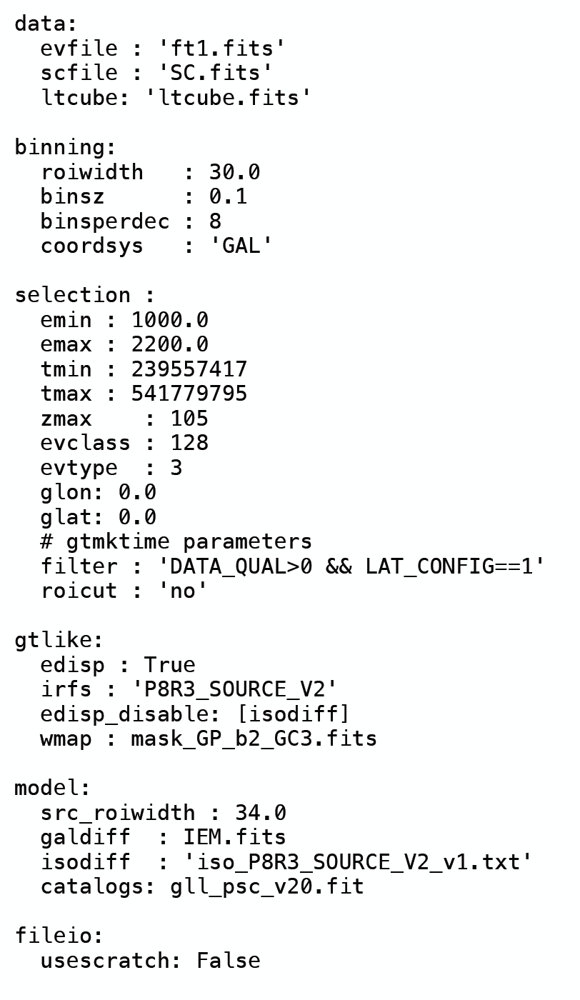 data:
  evfile : 'ft1.fits'
  scfile : 'SC.fits'
  ltcube: 'ltcube.fits'

binning:
  roiwidth   : 30.0
  binsz      : 0.1
  binsperdec : 8
  coordsys   : 'GAL'

selection :
  emin : 1000.0
  emax : 2200.0
  tmin : 239557417
  tmax : 541779795
  zmax    : 105
  evclass : 128
  evtype  : 3
  glon: 0.0
  glat: 0.0
  # gtmktime parameters
  filter : 'DATA_QUAL>0 && LAT_CONFIG==1'
  roicut : 'no'

gtlike:
  edisp : True
  irfs : 'P8R3_SOURCE_V2'
  edisp_disable: [isodiff]
  wmap : mask_GP_b2_GC3.fits

model:
  src_roiwidth : 34.0
  galdiff  : IEM.fits
  isodiff  : 'iso_P8R3_SOURCE_V2_v1.txt'
  catalogs: gll_psc_v20.fit

fileio:
  usescratch: False